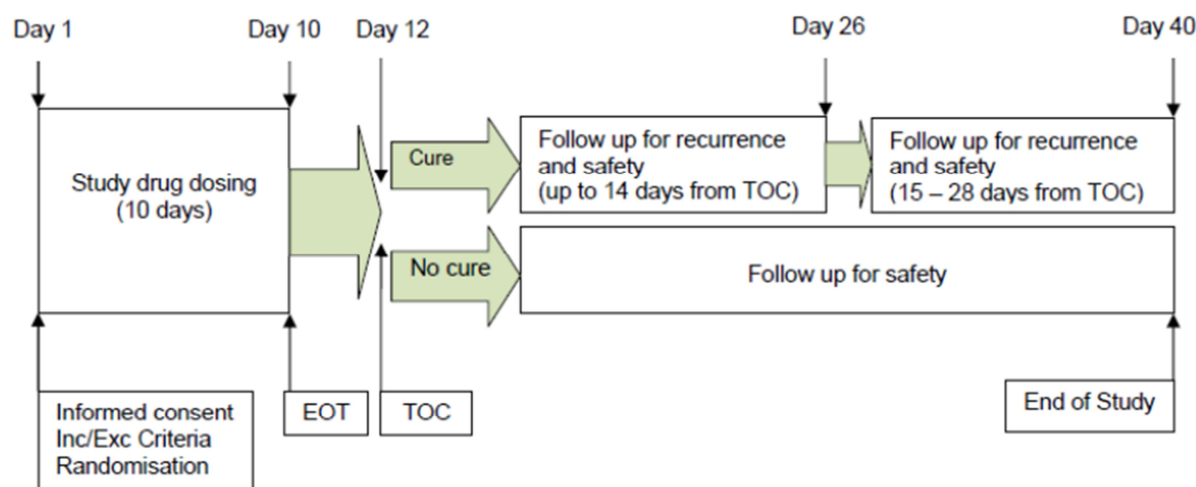 Day 1
Day 10
Day 12
Day 26
Day 40
Study drug dosing
(10 days)
Cure
Follow up for recurrence
and safety
(up to 14 days from TOC)
Follow up for recurrence
and safety
(15 – 28 days from TOC)
No cure
Follow up for safety
Informed consent
Inc/Exc Criteria
Randomisation
EOT
TOC
End of Study